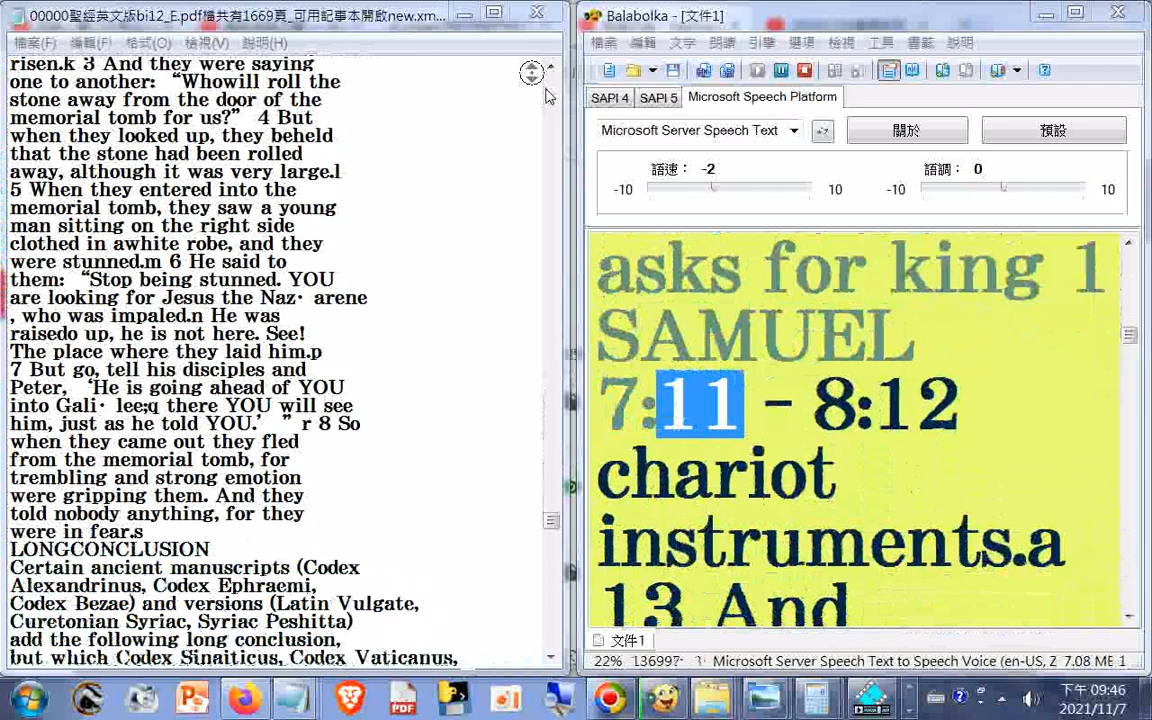 00000聖經英文版bi12_E.pdf檔共有1669頁_可用記事本開啟new.xm...
檔案(F) 編輯(E) 格式(O) 檢視(V) 說明(H)
risen.k 3 And they were saying
one to another: “Whowill roll the
stone away from the door of the
memorial tomb for us?” 4 But
when they looked up, they beheld
that the stone had been rolled
away, although it was very large.l
5 When they entered into the
memorial tomb, they saw a young
man sitting on the right side
clothed in awhite robe, and they
were stunned.m 6 He said to
them: “Stop being stunned. YOU
are looking for Jesus the Naz· arene
, who was impaled.n He was
raisedo up, he is not here. See!
The place where they laid him.p
7 But go, tell his disciples and
Peter, ‘He is going ahead of YOU
into Gali· lee;q there YOU will see
him, just as he told YOU.’ ” r 8 So
when they came out they fled
from the memorial tomb, for
trembling and strong emotion
were gripping them. And they
told nobody anything, for they
were in fear.s
LONGCONCLUSION
Certain ancient manuscripts (Codex
Alexandrinus, Codex Ephraemi,
Codex Bezae) and versions (Latin Vulgate,
Curetonian Syriac, Syriac Peshitta)
add the following long conclusion,
but which Codex Sinaiticus, Codex Vaticanus,
Balabolka - [文件1]
檔案 編輯 文字 朗讀 引擎 選項 檢視 工具 書籤 說明
SAPI 4 SAPI 5 Microsoft Speech Platform
Microsoft Server Speech Text 關於 預設
語速： -2 語調： 0
-10 10 -10 10
asks for king 1
SAMUEL
7:11 - 8:12
chariot
instruments.a
13 And
文件1
22% 136997 Microsoft Server Speech Text to Speech Voice (en-US, Z 7.08 ME 1
PDF
下午 09:46
2021/11/7